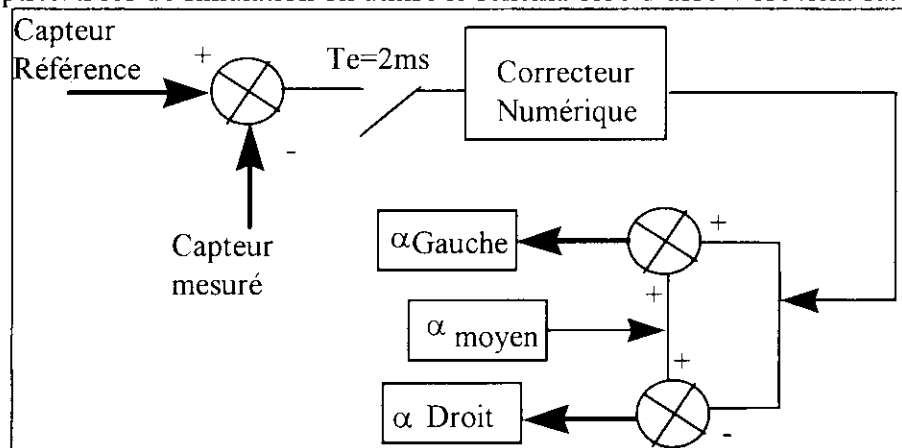 Capteur
Référence
+
-
Te=2ms
Correcteur
Numérique
Capteur
mesuré
αGauche
+
+
α moyen
+
-
α Droit